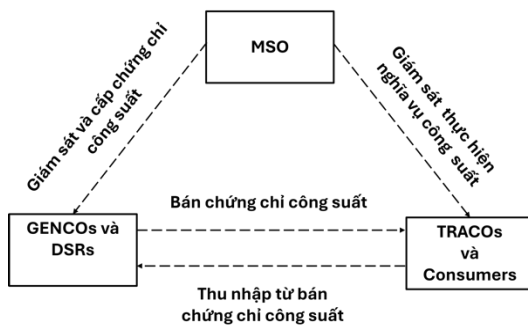 MSO
Giám sát và cấp chứng chỉ
công suất
Giám sát thực hiện
nghĩa vụ công suất
Bán chứng chỉ công suất
GENCOs và
DSRs
TRACOs
và
Consumers
Thu nhập từ bán
chứng chỉ công suất